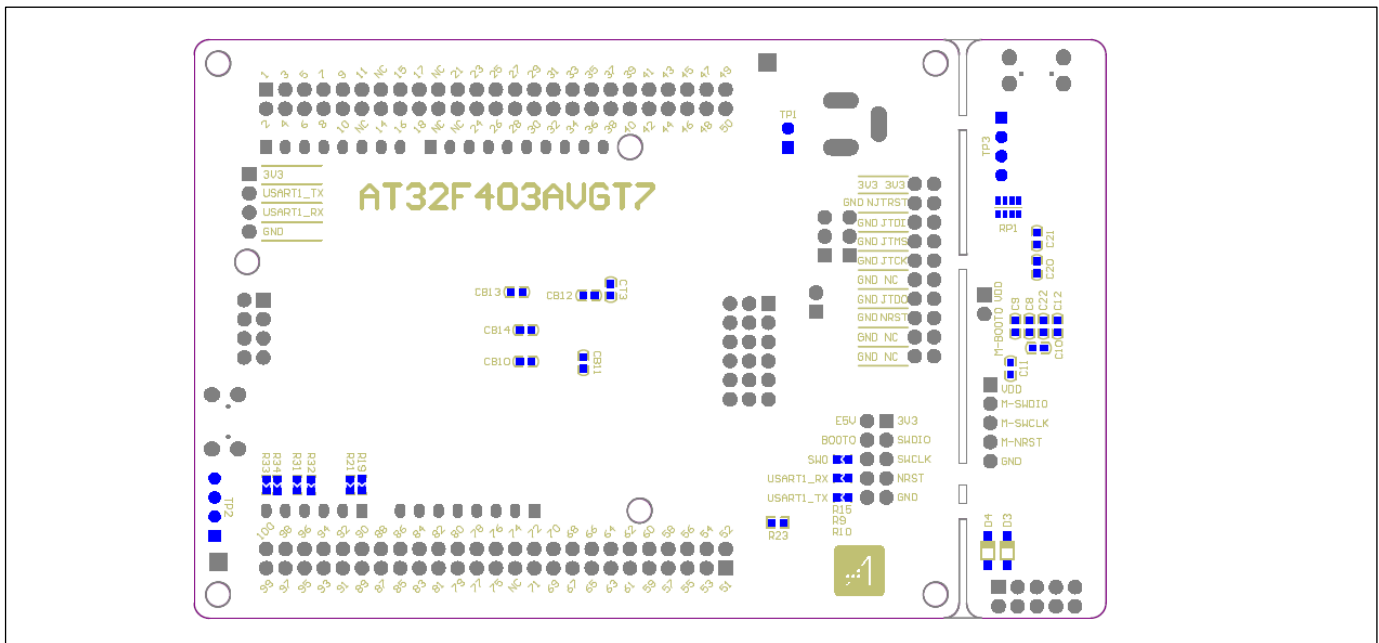 1 3 5 7 9 11 NC 15 17 NC 21 23 25 27 29 31 33 35 37 39 41 43 45 47 49
2 4 6 8 10 NC 14 16 18 NC NC 24 26 28 30 32 34 36 38 40 42 44 46 48 50
TP1
TP3
3V3
USART1_TX
USART1_RX
GND
AT32F403AVGT7
3V3 3V3
GND NJTRST
GND JTDI
GND JTMS
GND JTCK
GND NC
GND JTDO
GND NRST
GND NC
GND NC
RP1
C21
C20
CB13
CB12
CT3
CB14
CB10
CB11
M-BOOT0 VDD
C9
C8
C22
C12
C10
C11
VDD
M-SWDIO
M-SWCLK
M-NRST
GND
E5V 3V3
BOOT0 SWDIO
SWO SWCLK
USART1_RX NRST
USART1_TX GND
R15
R9
R10
R23
R33
R34
R31
R32
R21
R19
TP2
D4
D3
100 98 96 94 92 90 88 86 84 82 80 78 76 74 72 70 68 66 64 62 60 58 56 54 52
99 97 95 93 91 89 87 85 83 81 79 77 75 NC 71 69 67 65 63 61 59 57 55 53 51